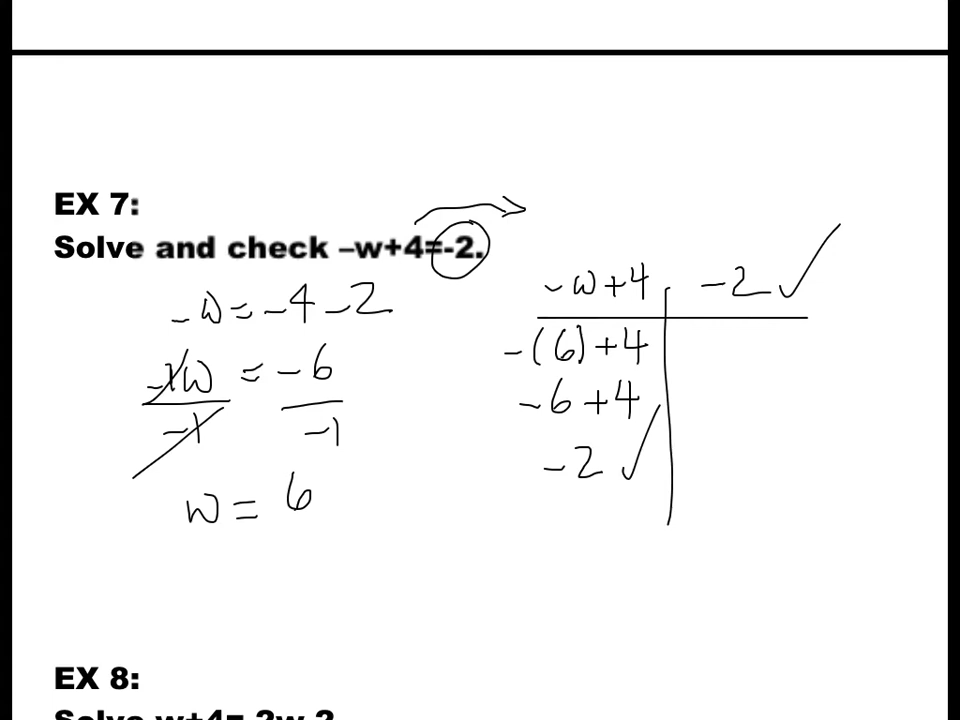 EX 7:
Solve and check –w+4=-2.
-w = -4 -2
-1w = -6
-1 -1
w = 6
-w+4 -2 ✓
-(6)+4
-6+4
-2 ✓
EX 8: